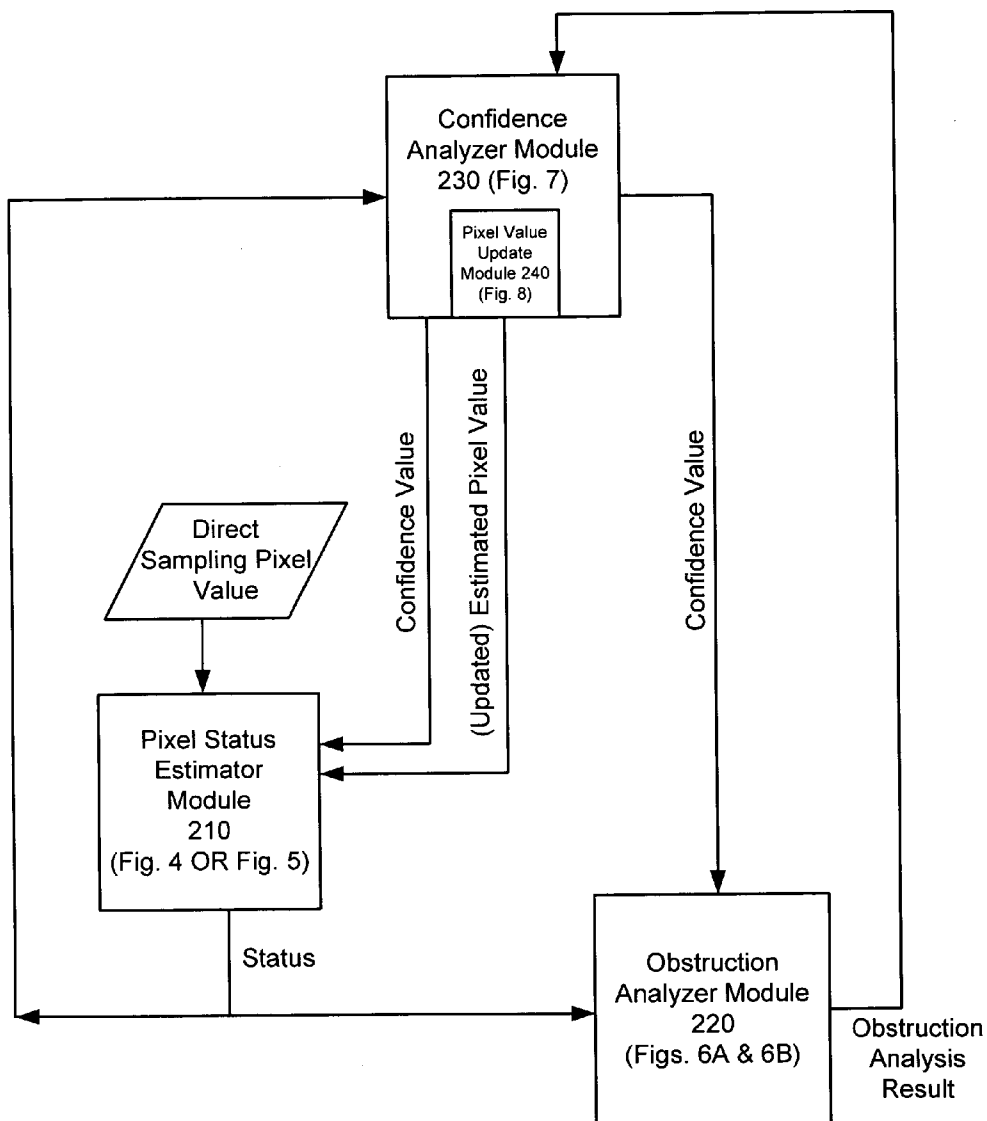 Confidence
Analyzer Module
230 (Fig. 7)
Pixel Value
Update
Module 240
(Fig. 8)
Confidence Value
(Updated) Estimated Pixel Value
Confidence Value
Direct
Sampling Pixel
Value
Pixel Status
Estimator
Module
210
(Fig. 4 OR Fig. 5)
Status
Obstruction
Analyzer Module
220
(Figs. 6A & 6B)
Obstruction
Analysis
Result